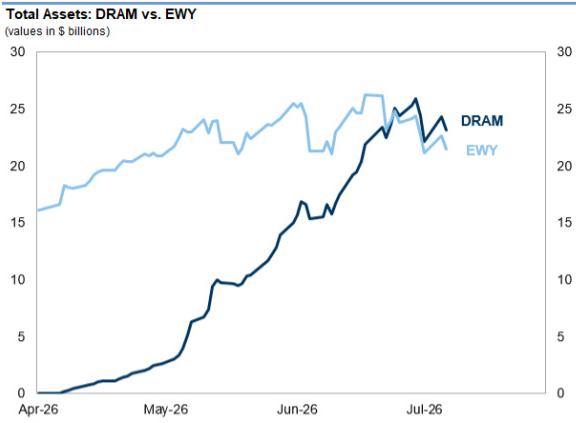 Total Assets: DRAM vs. EWY
(values in $ billions)
30 30
25 25
DRAM
EWY
20 20
15 15
10 10
5 5
0 0
Apr-26 May-26 Jun-26 Jul-26